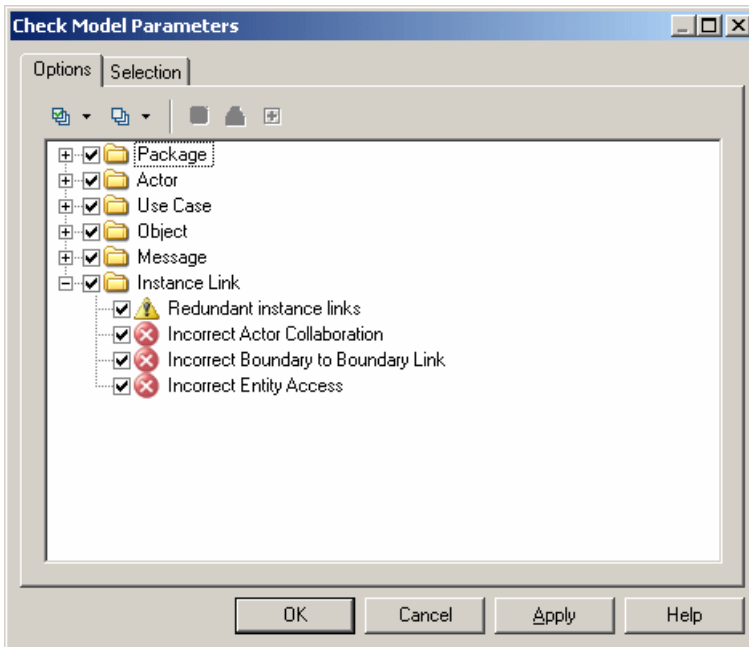 Check Model Parameters
Options Selection
Package
Actor
Use Case
Object
Message
Instance Link
Redundant instance links
Incorrect Actor Collaboration
Incorrect Boundary to Boundary Link
Incorrect Entity Access
OK Cancel Apply Help